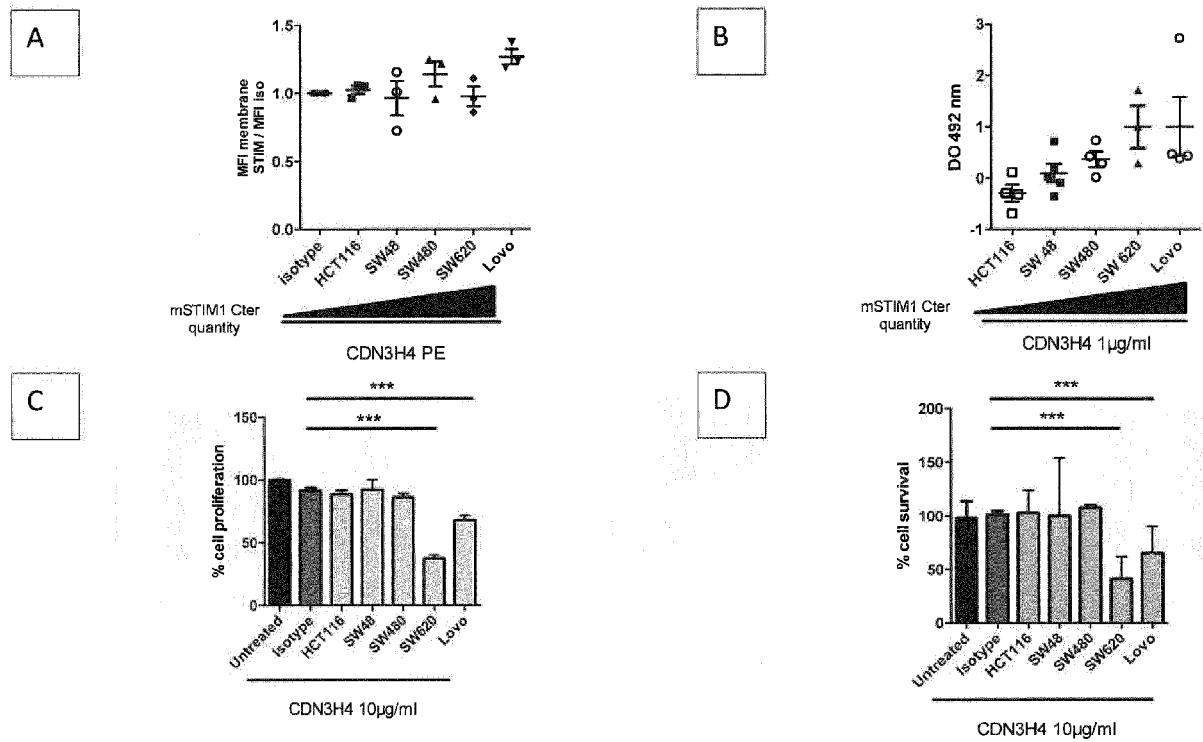 A
MFI membrane
STIM / MFI iso
1.5
1.0
0.5
0.0
isotype
HCT116
SW48
SW480
SW620
Lovo
mSTIM1 Cter
quantity
CDN3H4 PE
B
DO 492 nm
3
2
1
0
-1
HCT116
SW 48
SW480
SW 620
Lovo
mSTIM1 Cter
quantity
CDN3H4 1µg/ml
C
***
***
% cell proliferation
150
100
50
0
Untreated
Isotype
HCT116
SW48
SW480
SW620
Lovo
CDN3H4 10µg/ml
D
***
***
% cell survival
200
150
100
50
0
Untreated
Isotype
HCT116
SW48
SW480
SW620
Lovo
CDN3H4 10µg/ml